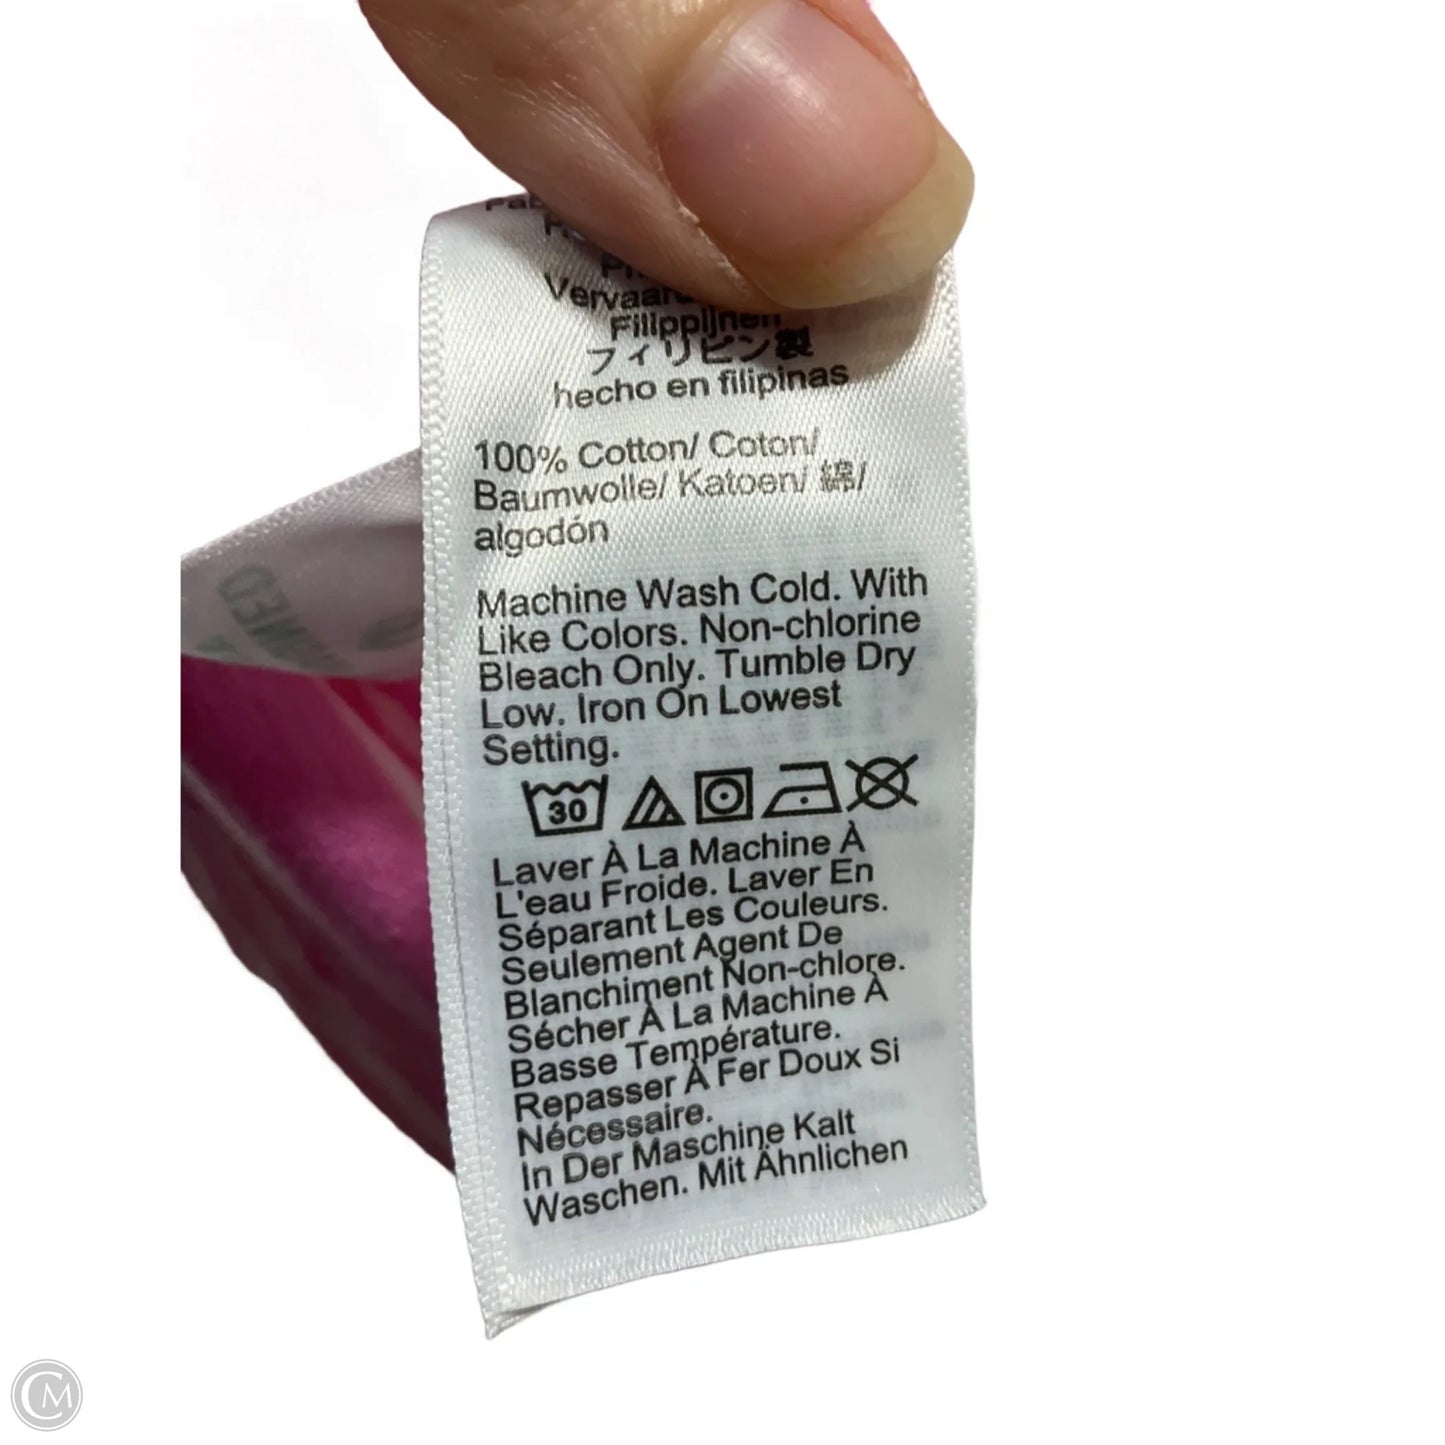 Filippijnen
フィリピン製
hecho en filipinas
100% Cotton/ Coton/
Baumwolle/ Katoen/ 綿/
algodón
Machine Wash Cold. With
Like Colors. Non-chlorine
Bleach Only. Tumble Dry
Low. Iron On Lowest
Setting.
30
Laver À La Machine À
L'eau Froide. Laver En
Séparant Les Couleurs.
Seulement Agent De
Blanchiment Non-chlore.
Sécher À La Machine À
Basse Température.
Repasser À Fer Doux Si
Nécessaire.
In Der Maschine Kalt
Waschen. Mit Ähnlichen
CM